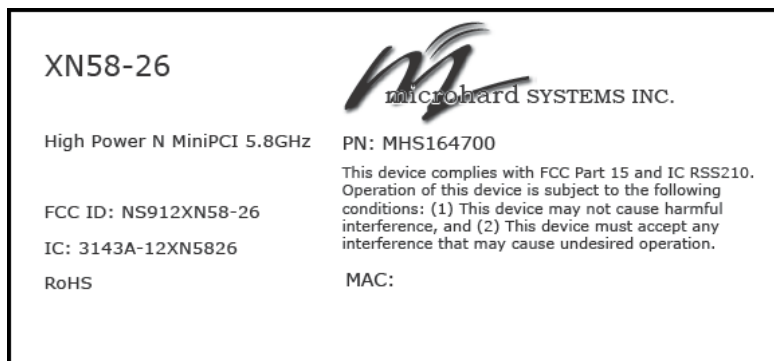 XN58-26
microhard SYSTEMS INC.
High Power N MiniPCI 5.8GHz
PN: MHS164700
This device complies with FCC Part 15 and IC RSS210.
Operation of this device is subject to the following
conditions: (1) This device may not cause harmful
interference, and (2) This device must accept any
interference that may cause undesired operation.
FCC ID: NS912XN58-26
IC: 3143A-12XN5826
RoHS
MAC: